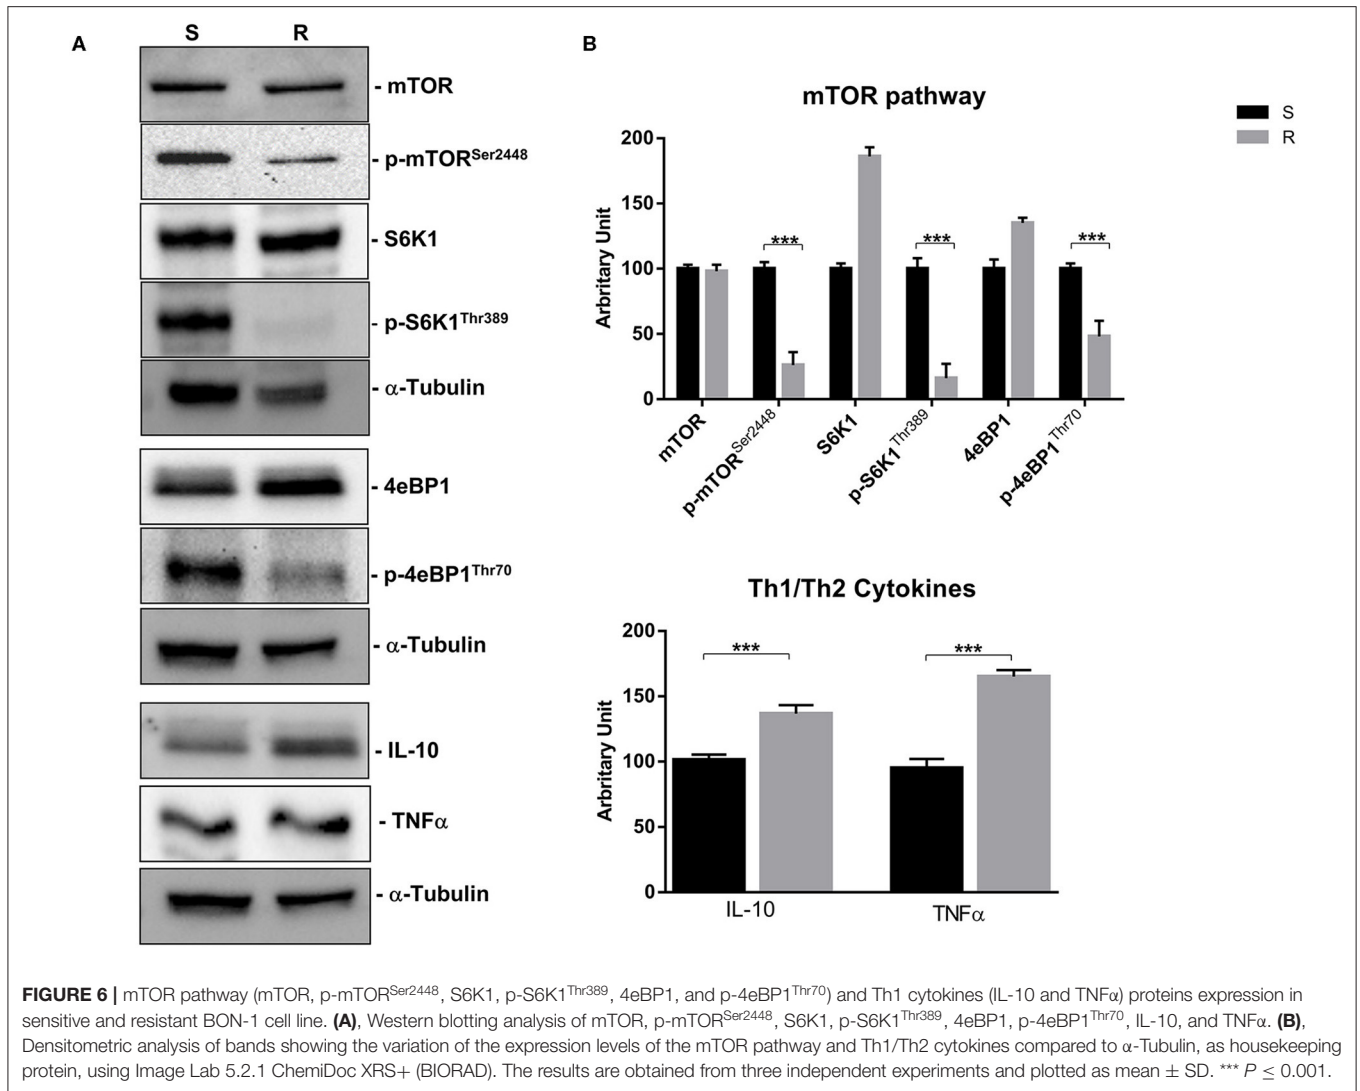 A
S R
- mTOR
- p-mTORSer2448
- S6K1
- p-S6K1Thr389
- α-Tubulin
- 4eBP1
- p-4eBP1Thr70
- α-Tubulin
- IL-10
- TNFα
- α-Tubulin
B
mTOR pathway
S
R
Arbritary Unit
200
150
100
50
0
mTOR
p-mTORSer2448
S6K1
p-S6K1Thr389
4eBP1
p-4eBP1Thr70
***
***
***
Th1/Th2 Cytokines
Arbritary Unit
200
150
100
50
0
***
***
IL-10
TNFα
FIGURE 6 | mTOR pathway (mTOR, p-mTORSer2448, S6K1, p-S6K1Thr389, 4eBP1, and p-4eBP1Thr70) and Th1 cytokines (IL-10 and TNFα) proteins expression in
sensitive and resistant BON-1 cell line. (A), Western blotting analysis of mTOR, p-mTORSer2448, S6K1, p-S6K1Thr389, 4eBP1, p-4eBP1Thr70, IL-10, and TNFα. (B),
Densitometric analysis of bands showing the variation of the expression levels of the mTOR pathway and Th1/Th2 cytokines compared to α-Tubulin, as housekeeping
protein, using Image Lab 5.2.1 ChemiDoc XRS+ (BIORAD). The results are obtained from three independent experiments and plotted as mean ± SD. *** P ≤ 0.001.